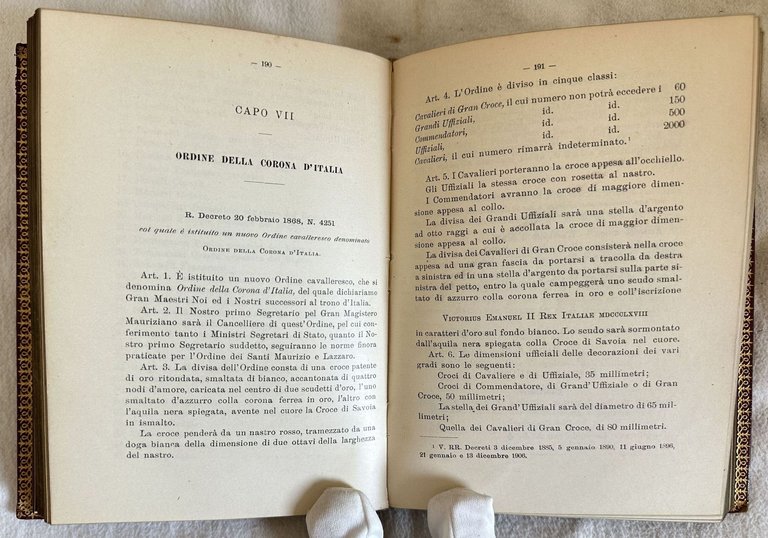 — 190 —
CAPO VII
ORDINE DELLA CORONA D'ITALIA
R. Decreto 20 febbraio 1868, N. 4251
col quale è istituito un nuovo Ordine cavalleresco denominato
ORDINE DELLA CORONA D'ITALIA.
Art. 1. È istituito un nuovo Ordine cavalleresco, che si
denomina Ordine della Corona d'Italia, del quale dichiariamo
Gran Maestri Noi ed i Nostri successori al trono d'Italia.
Art. 2. Il Nostro primo Segretario pel Gran Magistero
Mauriziano sarà il Cancelliere di quest'Ordine, pel cui con-
ferimento tanto i Ministri Segretari di Stato, quanto il No-
stro primo Segretario suddetto, seguiranno le norme finora
praticate per l'Ordine dei Santi Maurizio e Lazzaro.
Art. 3. La divisa dell'Ordine consta di una croce patente
di oro ritondata, smaltata di bianco, accantonata di quattro
nodi d'amore, caricata nel centro di due scudetti d'oro, l'uno
smaltato d'azzurro colla corona ferrea in oro, l'altro con
l'aquila nera spiegata, avente nel cuore la Croce di Savoia
in ismalto.
La croce penderà da un nastro rosso, tramezzato da una
doga bianca della dimensione di due ottavi della larghezza
del nastro.
— 191 —
Art. 4. L'Ordine è diviso in cinque classi:
Cavalieri di Gran Croce, il cui numero non potrà eccedere i 60
Grandi Uffiziali, id. id. 150
Commendatori, id. id. 500
Uffiziali, id. id. 2000
Cavalieri, il cui numero rimarrà indeterminato.¹
Art. 5. I Cavalieri porteranno la croce appesa all'occhiello.
Gli Uffiziali la stessa croce con rosetta al nastro.
I Commendatori avranno la croce di maggiore dimen-
sione appesa al collo.
La divisa dei Grandi Uffiziali sarà una stella d'argento
ad otto raggi a cui è accollata la croce di maggior dimen-
sione appesa al collo.
La divisa dei Cavalieri di Gran Croce consisterà nella croce
appesa ad una gran fascia da portarsi a tracolla da destra
a sinistra ed in una stella d'argento da portarsi sulla parte si-
nistra del petto, entro la quale campeggerà uno scudo smal-
tato di azzurro colla corona ferrea in oro e coll'iscrizione
VICTORIUS EMANUEL II REX ITALIAE MDCCCLXVIII
in caratteri d'oro sul fondo bianco. Lo scudo sarà sormontato
dall'aquila nera spiegata colla Croce di Savoia nel cuore.
Art. 6. Le dimensioni ufficiali delle decorazioni dei vari
gradi sono le seguenti:
Croci di Cavaliere e di Uffiziale, 35 millimetri;
Croci di Commendatore, di Grand'Uffiziale o di Gran
Croce, 50 millimetri;
La stella dei Grand'Uffiziali sarà del diametro di 65 mil-
limetri;
Quella dei Cavalieri di Gran Croce, di 80 millimetri.
¹ V. RR. Decreti 3 dicembre 1885, 5 gennaio 1890, 11 giugno 1896,
21 gennaio e 13 dicembre 1906.